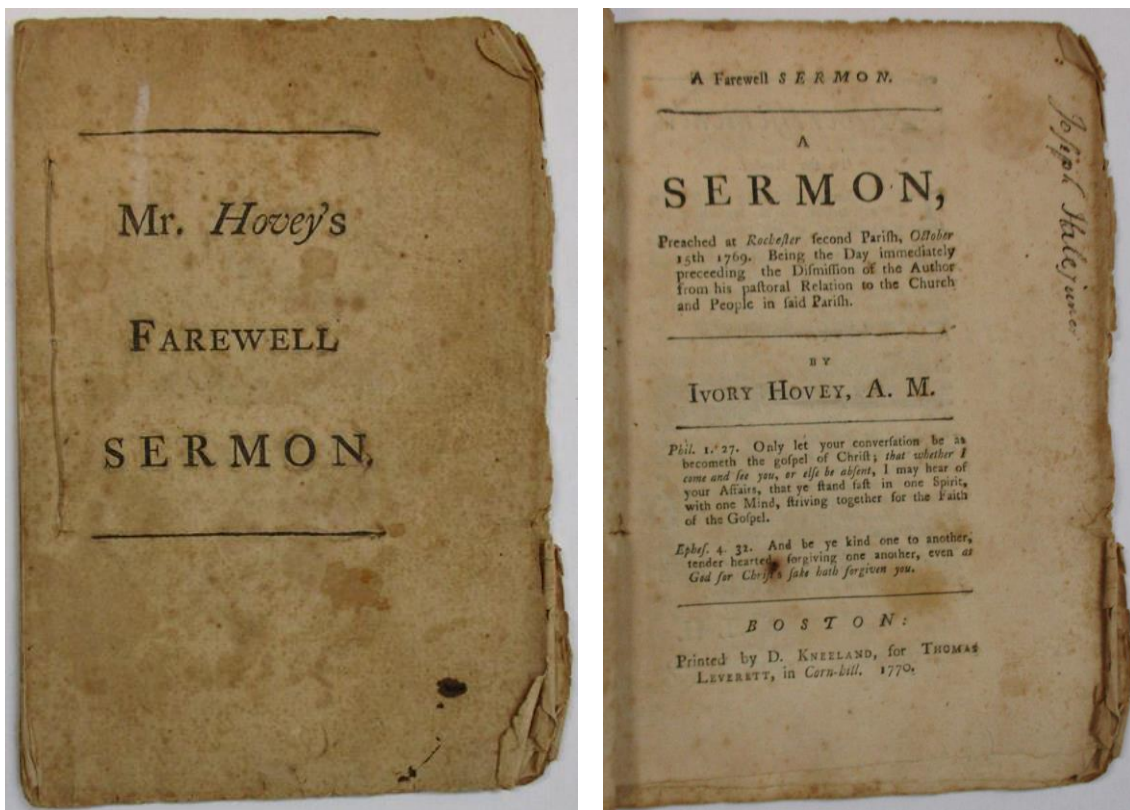 Mr. Hovey's
FAREWELL
SERMON,
A Farewell SERMON.
A
SERMON,
Preached at Rocheſter ſecond Pariſh, October
15th 1769. Being the Day immediately
preceeding the Diſmiſſion of the Author
from his paſtoral Relation to the Church
and People in ſaid Pariſh.
BY
IVORY HOVEY, A. M.
Phil. 1. 27. Only let your converſation be as
becometh the goſpel of Chriſt; that whether I
come and ſee you, or elſe be abſent, I may hear of
your Affairs, that ye ſtand faſt in one Spirit,
with one Mind, ſtriving together for the Faith
of the Goſpel.
Epheſ. 4. 32. And be ye kind one to another,
tender hearted, forgiving one another, even as
God for Chriſt's ſake hath forgiven you.
BOSTON:
Printed by D. KNEELAND, for THOMAS
LEVERETT, in Corn-hill. 1770.
Joſeph Hale juner